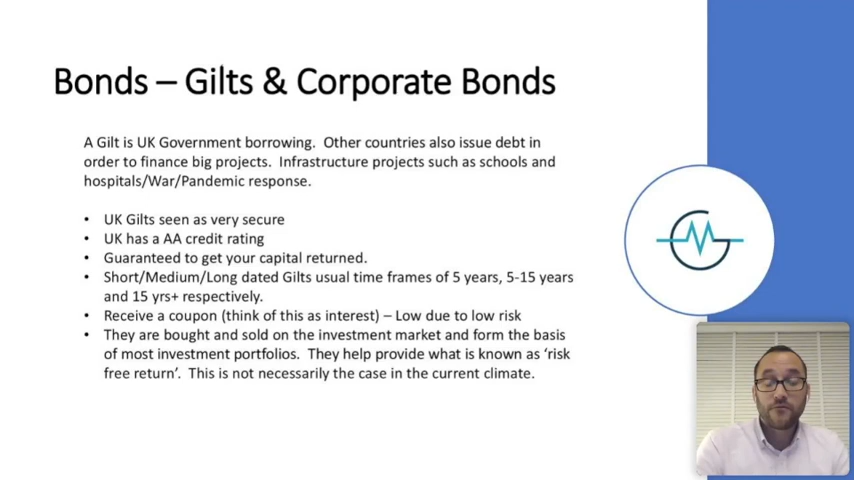 Bonds – Gilts & Corporate Bonds
A Gilt is UK Government borrowing. Other countries also issue debt in
order to finance big projects. Infrastructure projects such as schools and
hospitals/War/Pandemic response.
• UK Gilts seen as very secure
• UK has a AA credit rating
• Guaranteed to get your capital returned.
• Short/Medium/Long dated Gilts usual time frames of 5 years, 5-15 years
and 15 yrs+ respectively.
• Receive a coupon (think of this as interest) – Low due to low risk
• They are bought and sold on the investment market and form the basis
of most investment portfolios. They help provide what is known as ‘risk
free return’. This is not necessarily the case in the current climate.